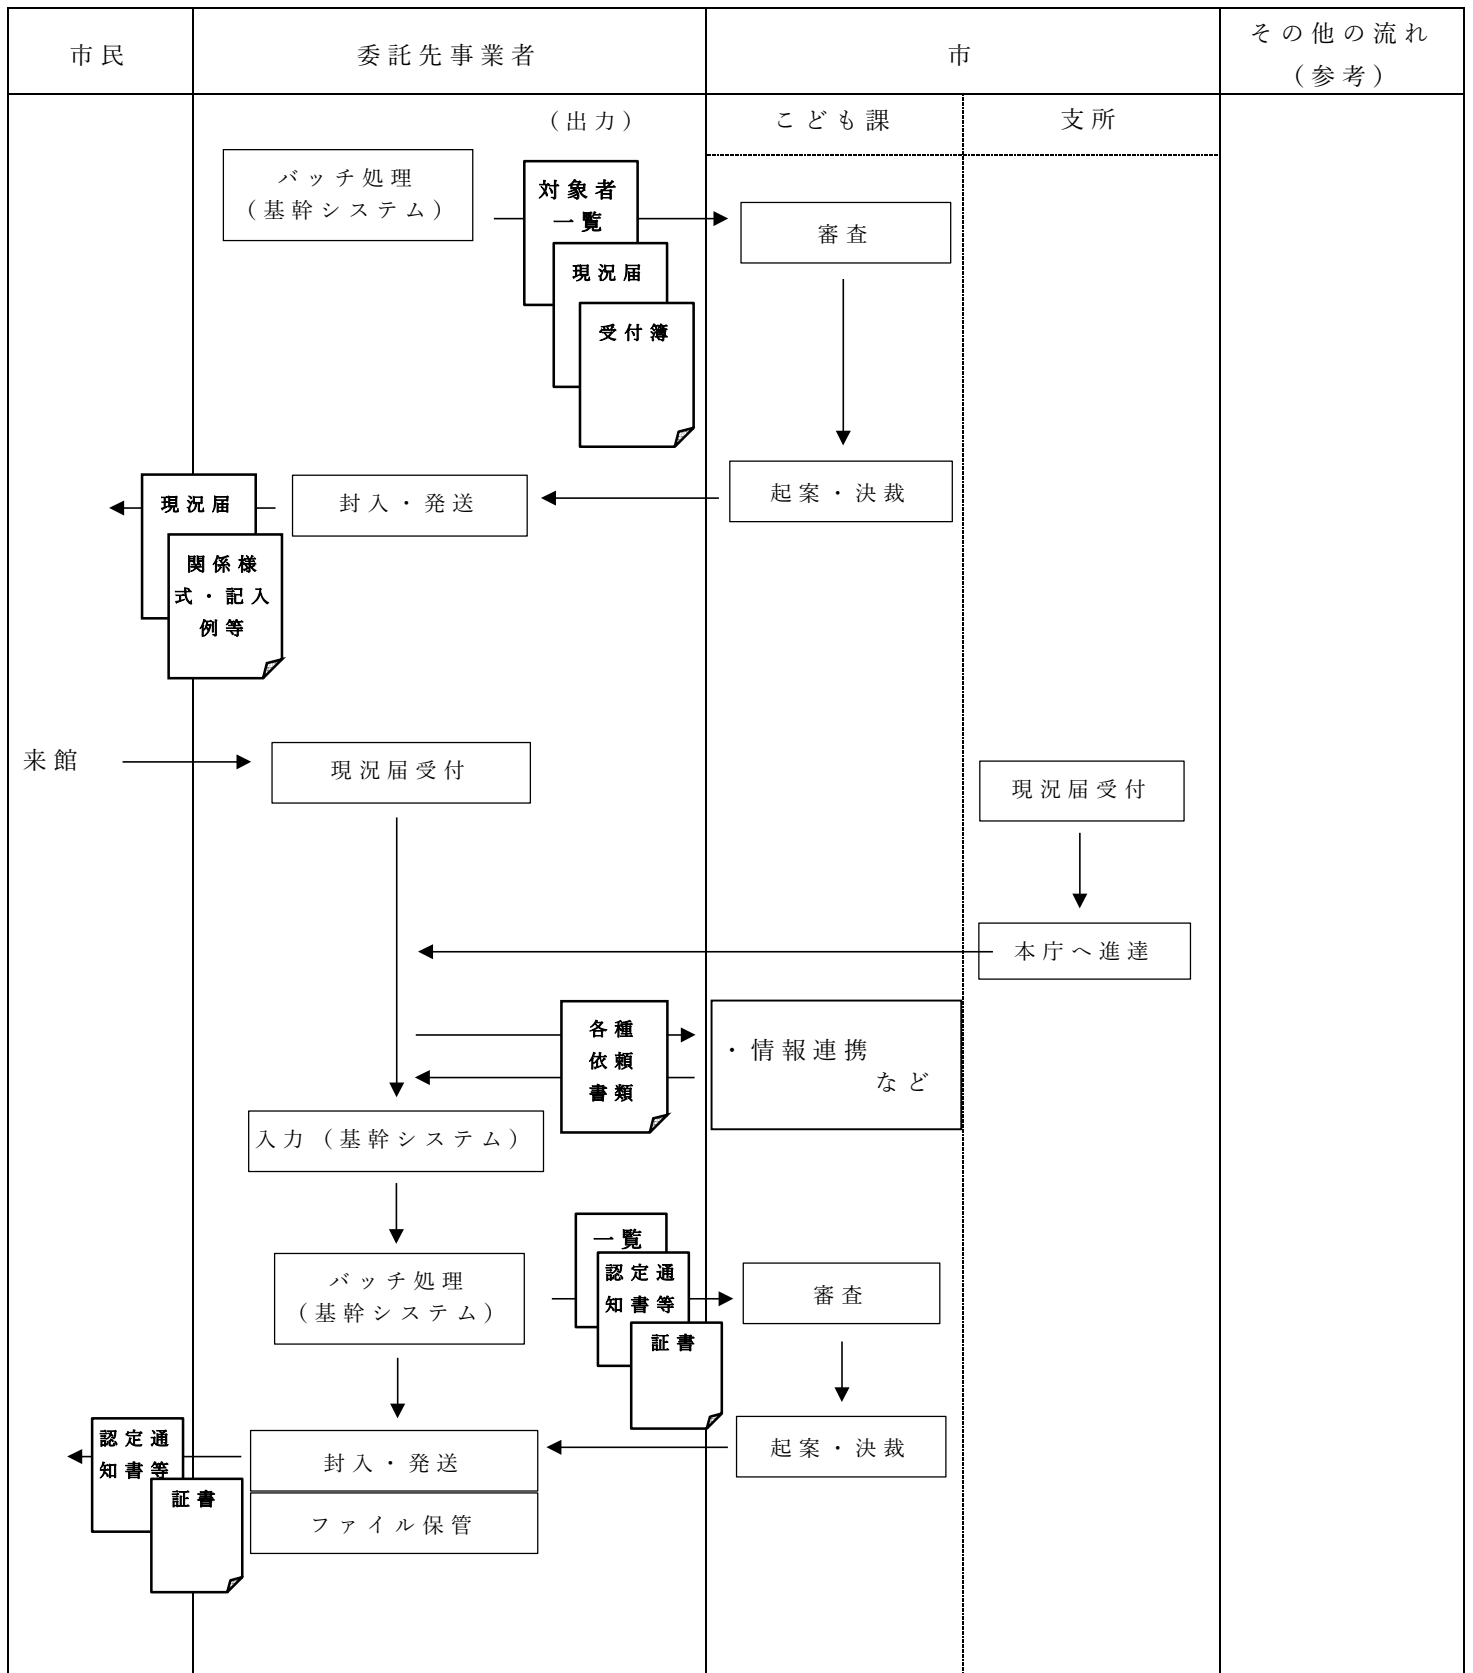 市民
委託先事業者
市
その他の流れ
（参考）
（出力）
こども課
支所
バッチ処理
（基幹システム）
対象者
一覧
現況届
受付簿
審査
起案・決裁
封入・発送
現況届
関係様
式・記入
例等
来館
現況届受付
現況届受付
本庁へ進達
各種
依頼
書類
・情報連携
など
入力（基幹システム）
バッチ処理
（基幹システム）
一覧
認定通
知書等
証書
審査
起案・決裁
封入・発送
認定通
知書等
証書
ファイル保管